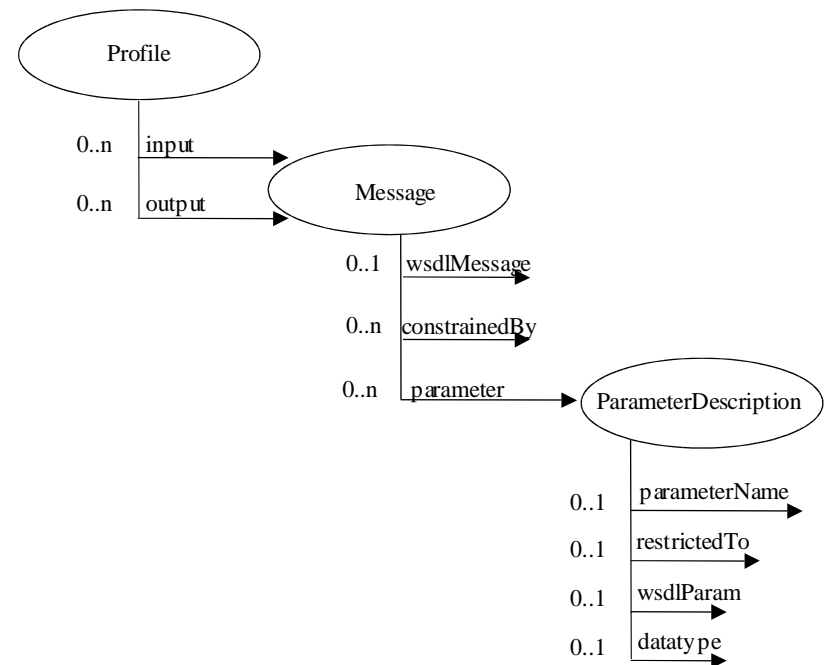 Profile
0..n input
0..n output
Message
0..1 wsdlMessage
0..n constrainedBy
0..n parameter
ParameterDescription
0..1 parameterName
0..1 restrictedTo
0..1 wsdlParam
0..1 datatype